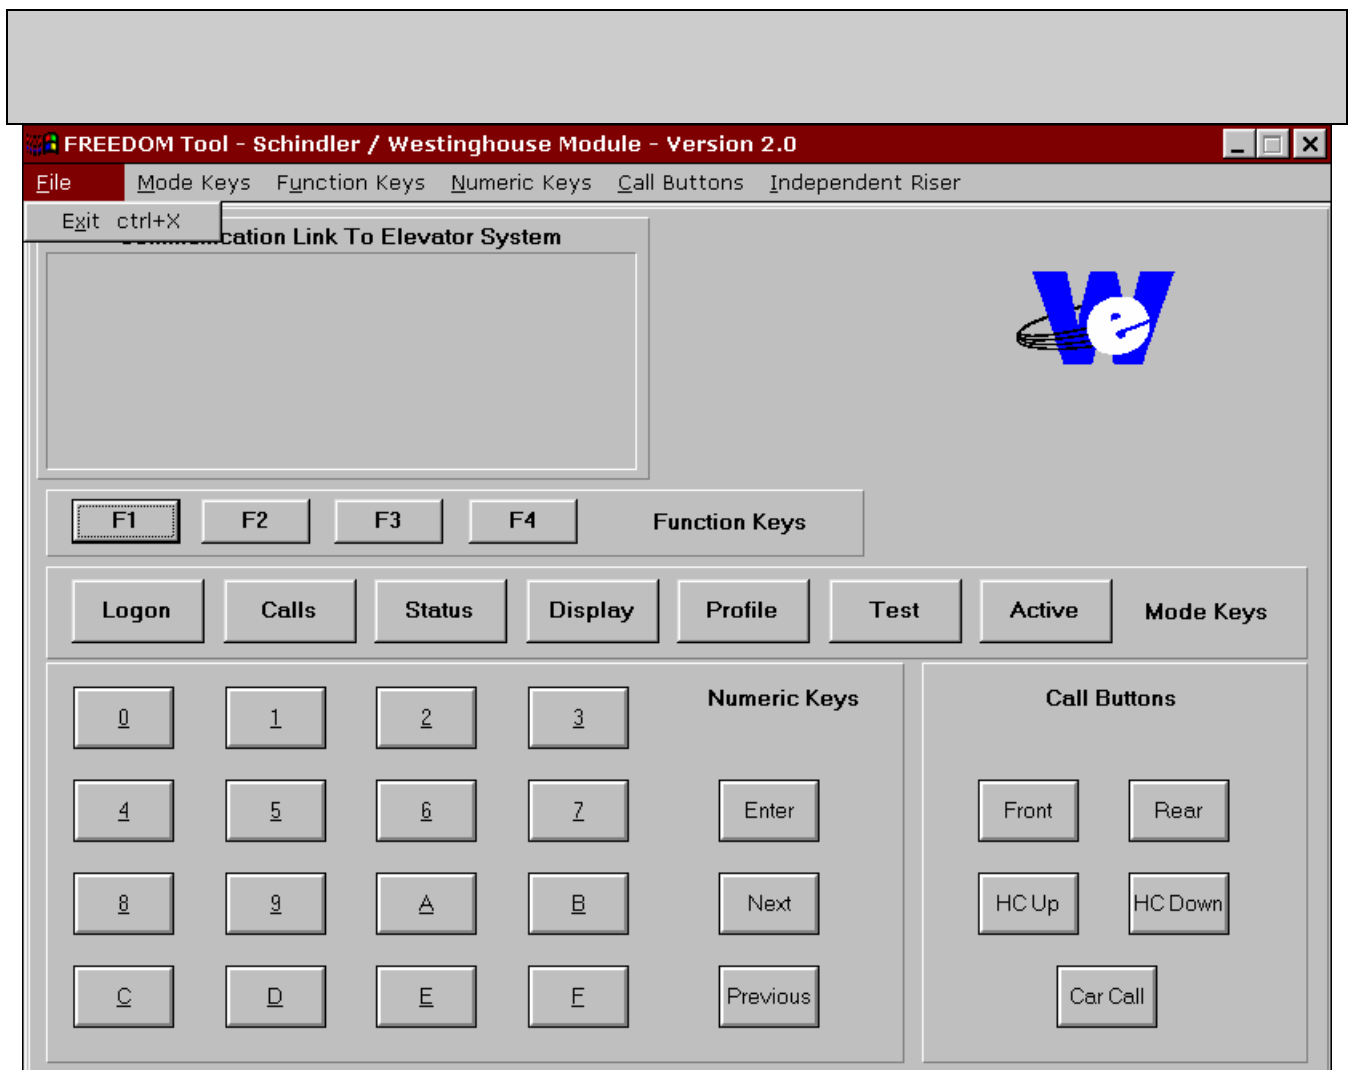 FREEDOM Tool - Schindler / Westinghouse Module - Version 2.0
File Mode Keys Function Keys Numeric Keys Call Buttons Independent Riser
Exit ctrl+X
Communication Link To Elevator System
We
F1 F2 F3 F4 Function Keys
Logon Calls Status Display Profile Test Active Mode Keys
Numeric Keys
0 1 2 3
4 5 6 7 Enter
8 9 A B Next
C D E F Previous
Call Buttons
Front Rear
HC Up HC Down
Car Call